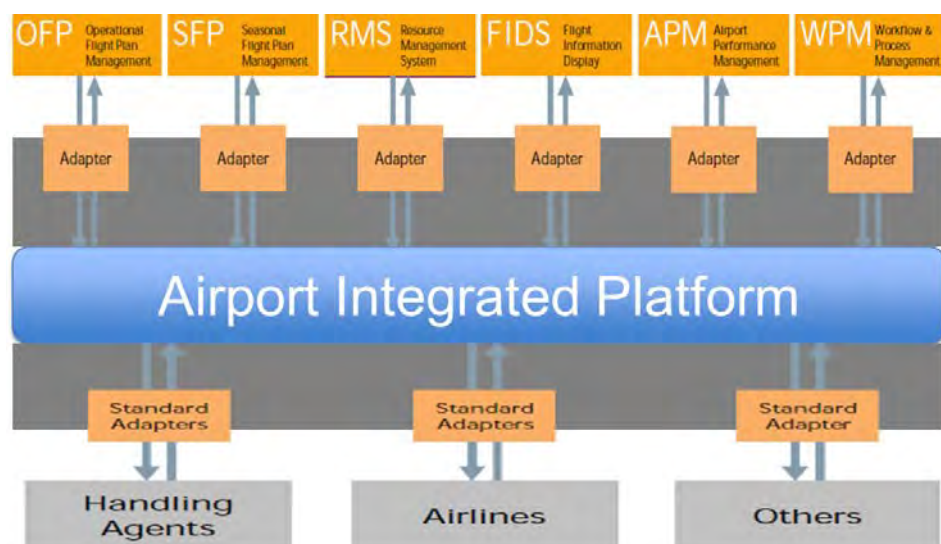 OFP
Operational
Flight Plan
Management
SFP
Seasonal
Flight Plan
Management
RMS
Resource
Management
System
FIDS
Flight
Information
Display
APM
Airport
Performance
Management
WPM
Workflow &
Process
Management
Adapter
Adapter
Adapter
Adapter
Adapter
Adapter
Airport Integrated Platform
Standard
Adapters
Standard
Adapters
Standard
Adapter
Handling
Agents
Airlines
Others